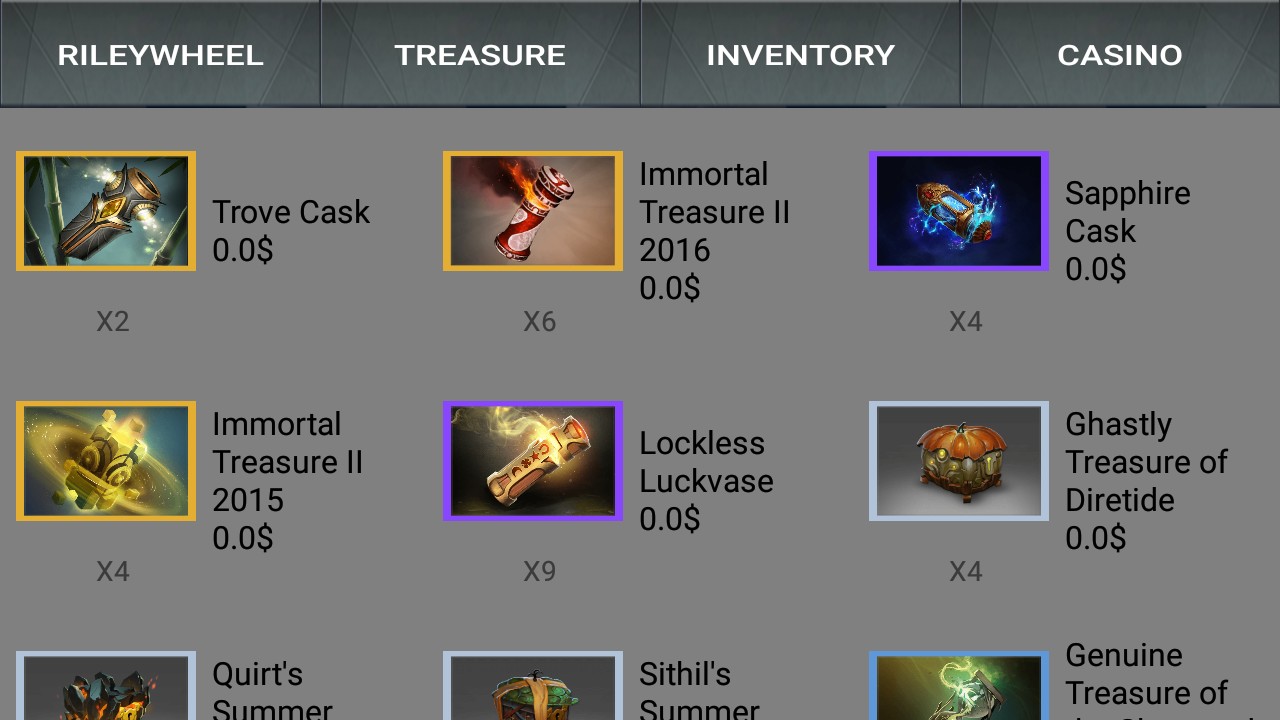 RILEYWHEEL
TREASURE
INVENTORY
CASINO
Trove Cask
0.0$
X2
Immortal
Treasure II
2016
0.0$
X6
Sapphire
Cask
0.0$
X4
Immortal
Treasure II
2015
0.0$
X4
Lockless
Luckvase
0.0$
X9
Ghastly
Treasure of
Diretide
0.0$
X4
Quirt's
Summer
Sithil's
Summer
Genuine
Treasure of